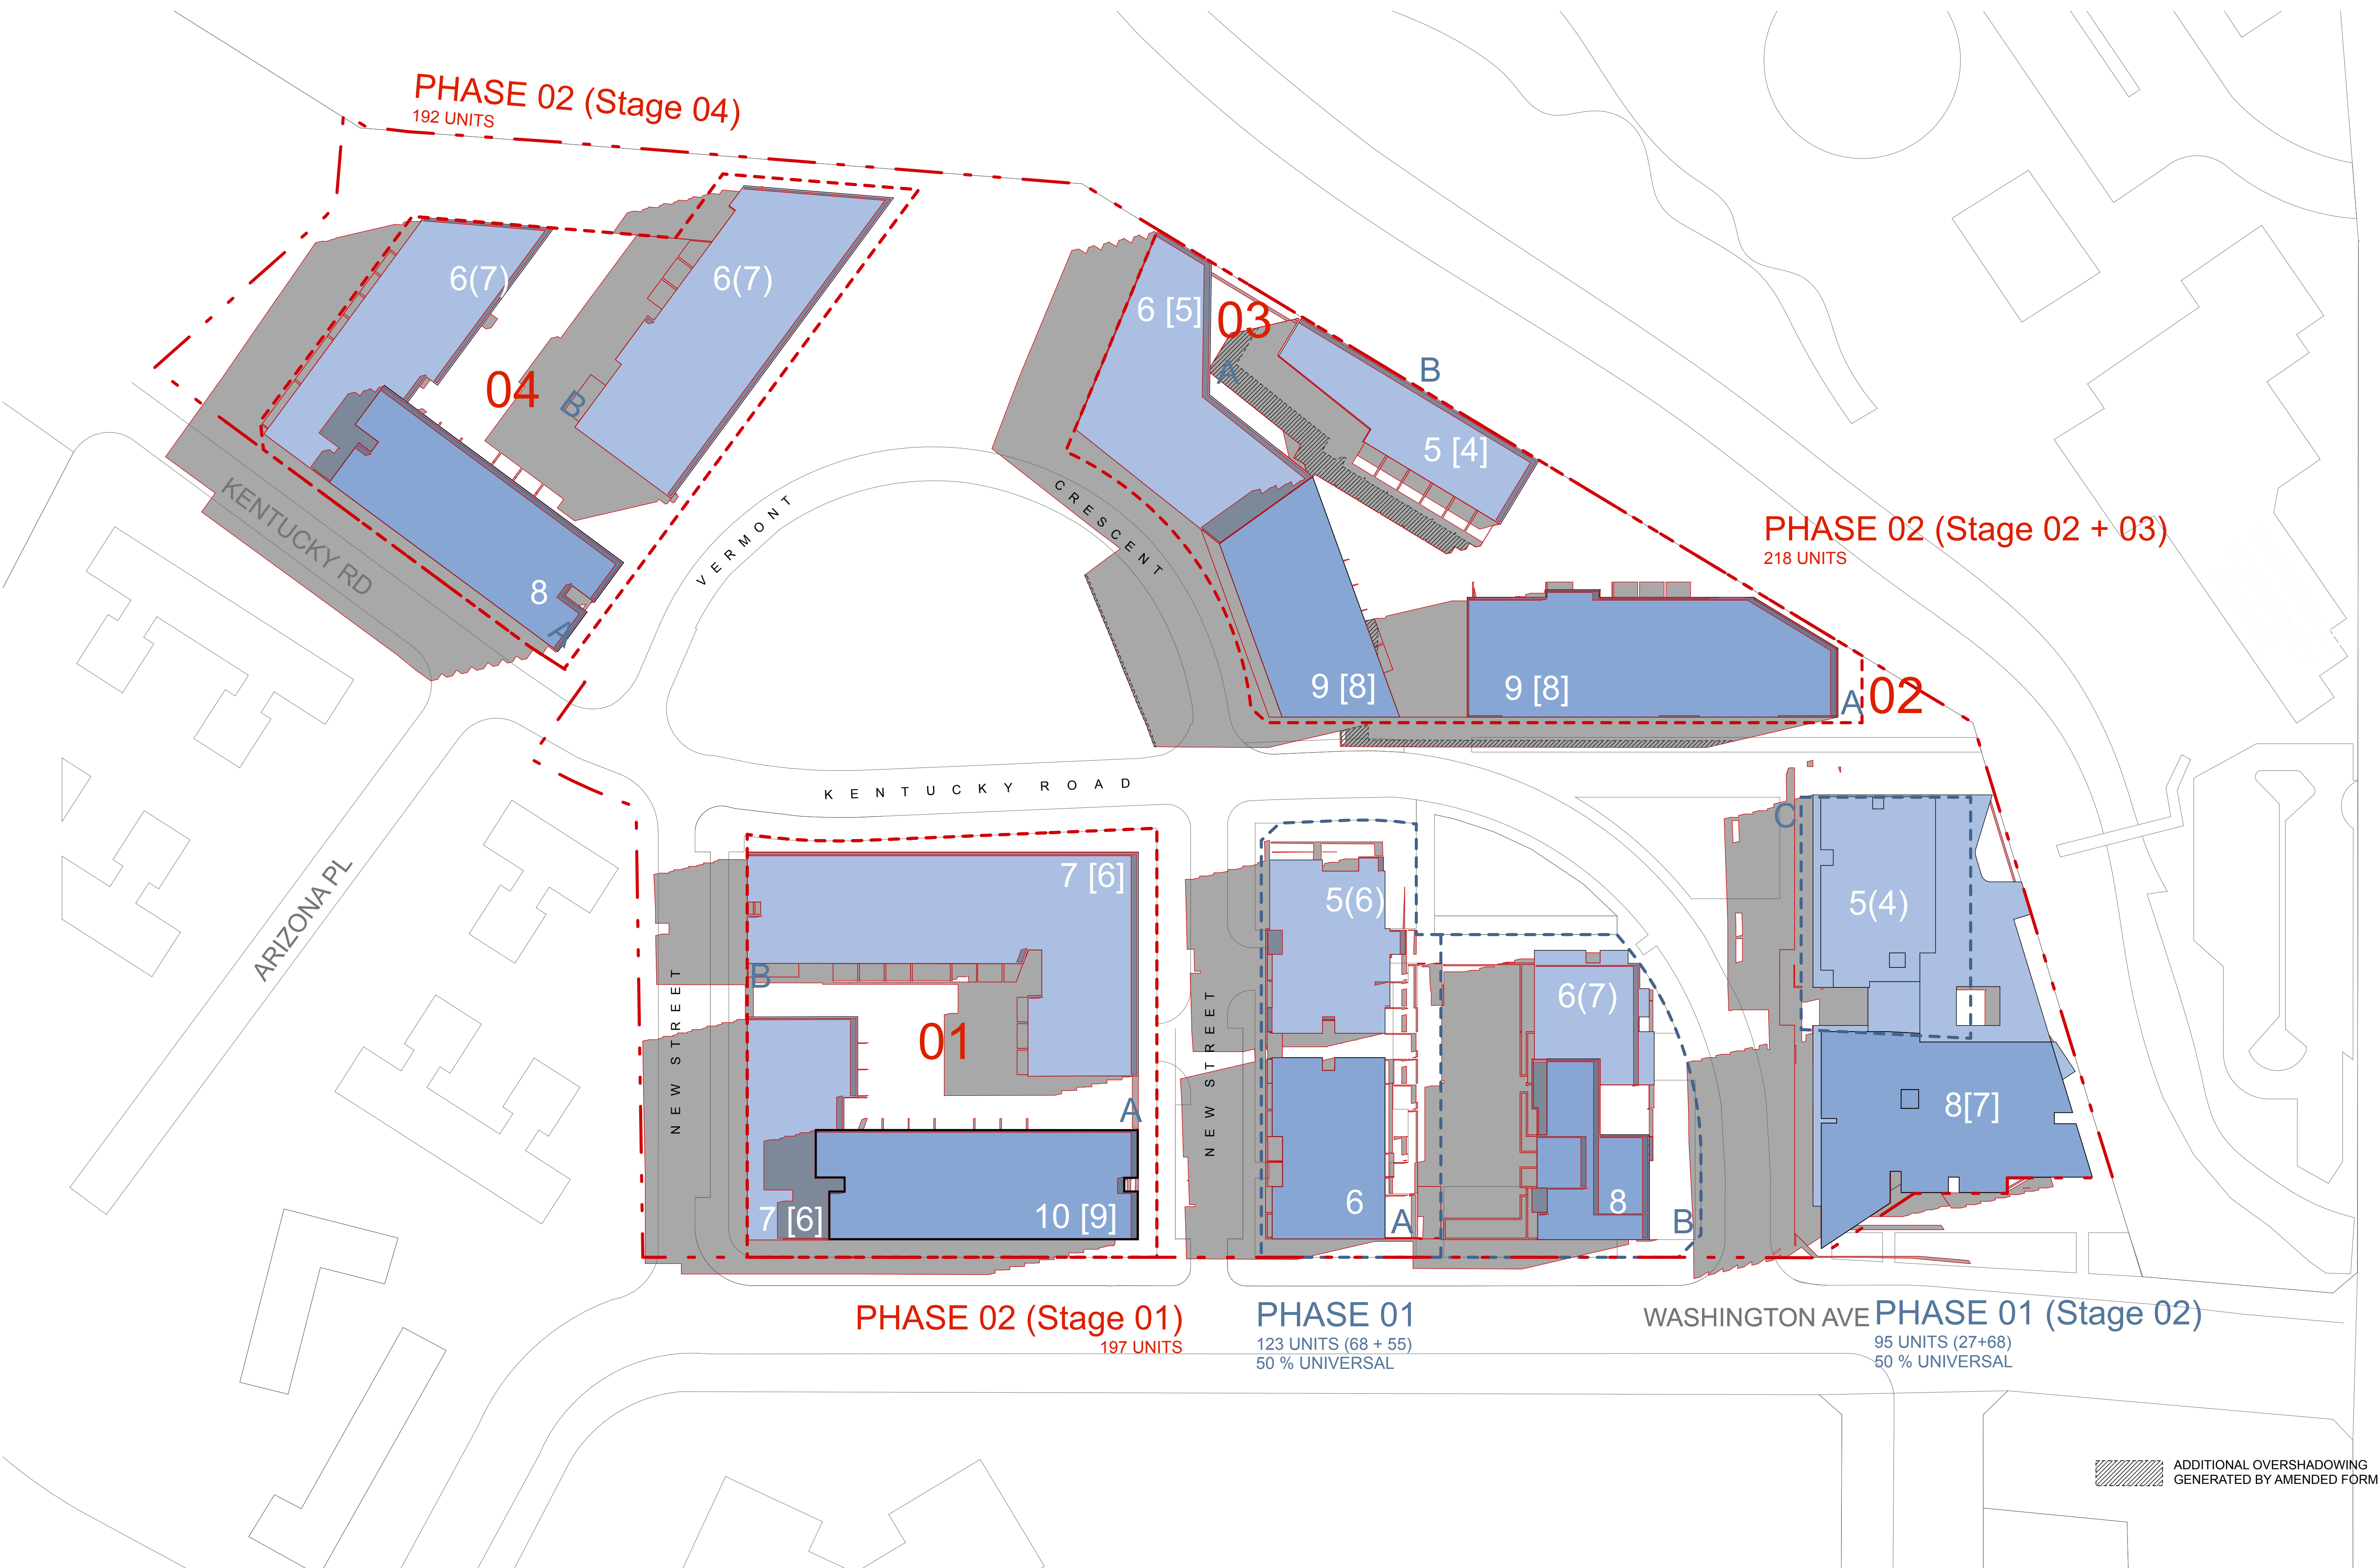 PHASE 02 (Stage 04)
192 UNITS
6(7)
6(7)
04
B
8
A
KENTUCKY RD
6 [5]
03
A
B
5 [4]
VERMONT
CRESCENT
PHASE 02 (Stage 02 + 03)
218 UNITS
9 [8]
9 [8]
A
02
KENTUCKY ROAD
ARIZONA PL
NEW STREET
7 [6]
B
01
A
7 [6]
10 [9]
NEW STREET
5(6)
6
A
6(7)
8
B
C
5(4)
8[7]
PHASE 02 (Stage 01)
197 UNITS
PHASE 01
123 UNITS (68 + 55)
50 % UNIVERSAL
WASHINGTON AVE
PHASE 01 (Stage 02)
95 UNITS (27+68)
50 % UNIVERSAL
ADDITIONAL OVERSHADOWING
GENERATED BY AMENDED FORM